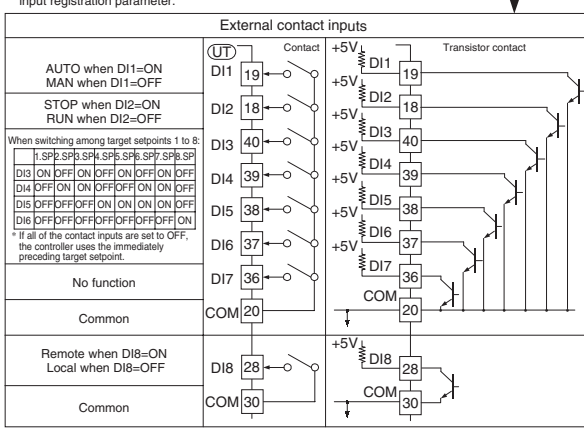 input registration parameter.
External contact inputs
AUTO when DI1=ON
MAN when DI1=OFF
STOP when DI2=ON
RUN when DI2=OFF
When switching among target setpoints 1 to 8:
1.SP 2.SP 3.SP 4.SP 5.SP 6.SP 7.SP 8.SP
DI3 ON OFF ON OFF ON OFF ON OFF
DI4 OFF ON ON OFF OFF ON ON OFF
DI5 OFF OFF OFF ON ON ON ON OFF
DI6 OFF OFF OFF OFF OFF OFF OFF ON
* If all of the contact inputs are set to OFF,
the controller uses the immediately
preceding target setpoint.
No function
Common
Remote when DI8=ON
Local when DI8=OFF
Common
UT
Contact
DI1 19
DI2 18
DI3 40
DI4 39
DI5 38
DI6 37
DI7 36
COM 20
DI8 28
COM 30
Transistor contact
+5V DI1 19
+5V DI2 18
+5V DI3 40
+5V DI4 39
+5V DI5 38
+5V DI6 37
+5V DI7 36
COM 20
+5V DI8 28
COM 30